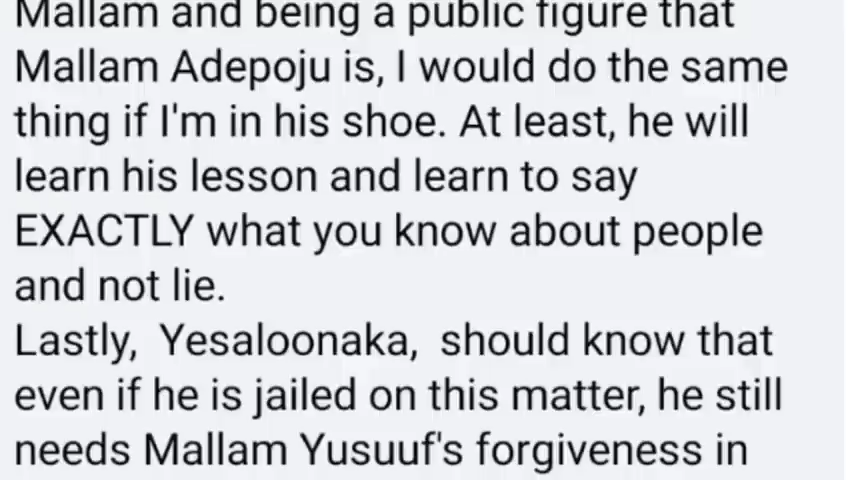 Mallam and being a public figure that
Mallam Adepoju is, I would do the same
thing if I'm in his shoe. At least, he will
learn his lesson and learn to say
EXACTLY what you know about people
and not lie.
Lastly,  Yesaloonaka,  should know that
even if he is jailed on this matter, he still
needs Mallam Yusuuf's forgiveness in